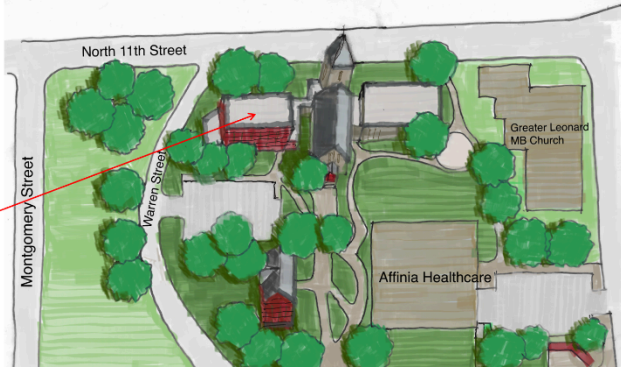 North 11th Street
Greater Leonard
MB Church
Warren Street
Montgomery Street
Affinia Healthcare